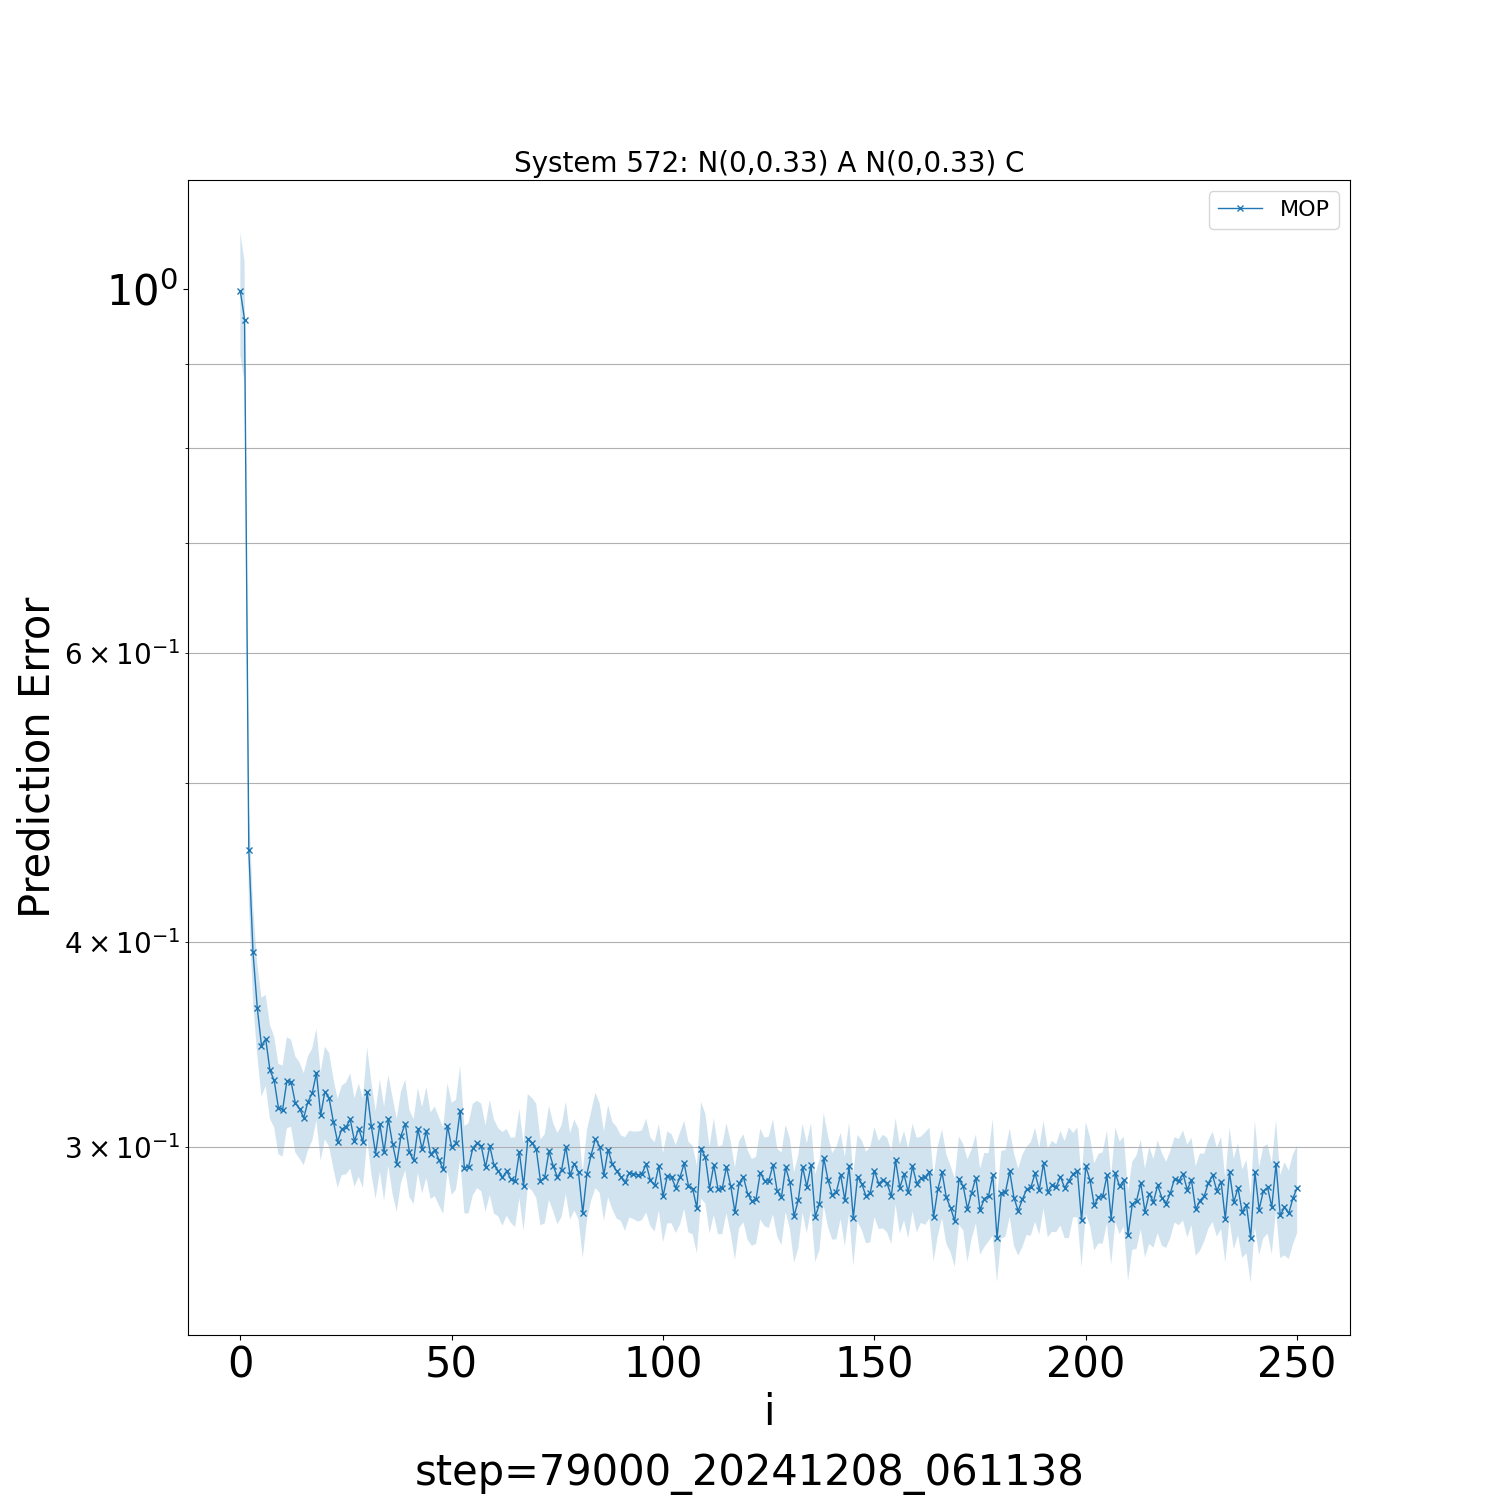 System 572: N(0,0.33) A N(0,0.33) C
MOP
Prediction Error
10⁰
6 × 10⁻¹
4 × 10⁻¹
3 × 10⁻¹
0 50 100 150 200 250
i
step=79000_20241208_061138